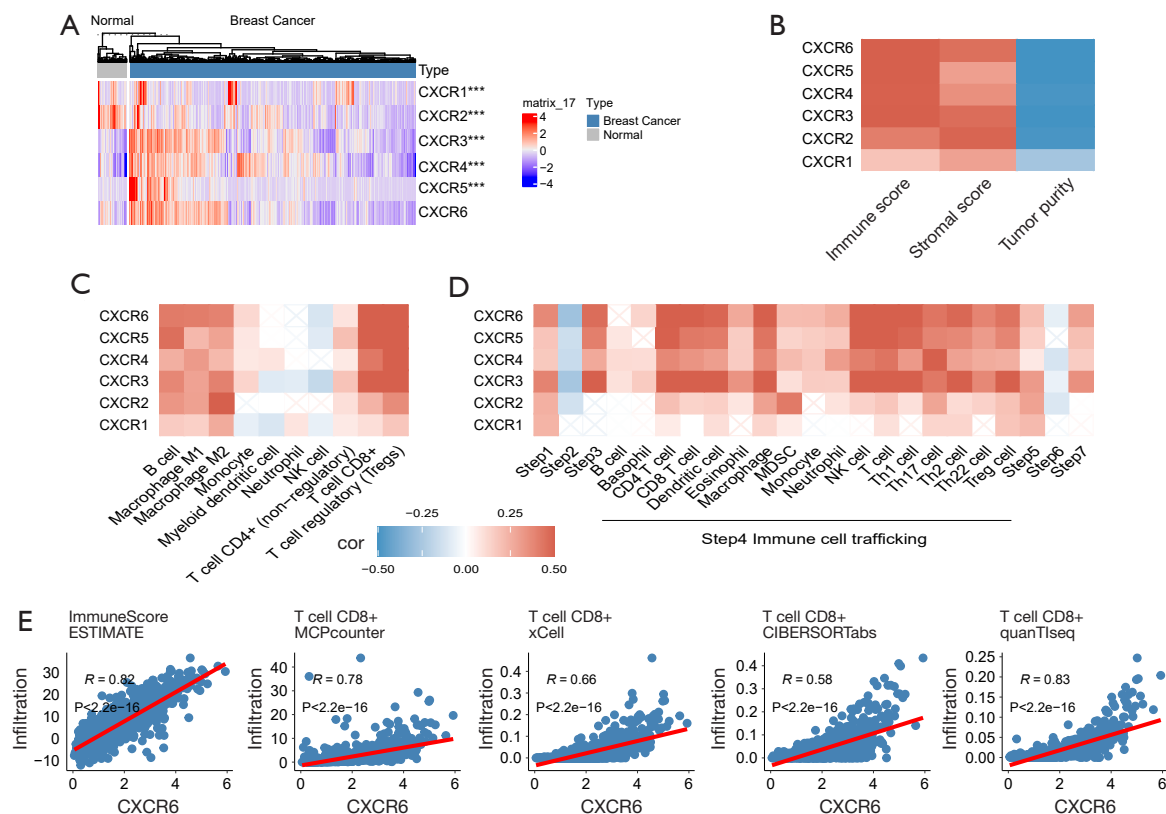 A
Normal
Breast Cancer
Type
CXCR1***
CXCR2***
CXCR3***
CXCR4***
CXCR5***
CXCR6
matrix_17
4
2
0
−2
−4
Type
Breast Cancer
Normal
B
CXCR6
CXCR5
CXCR4
CXCR3
CXCR2
CXCR1
Immune score
Stromal score
Tumor purity
C
CXCR6
CXCR5
CXCR4
CXCR3
CXCR2
CXCR1
B cell
Macrophage M1
Macrophage M2
Monocyte
Myeloid dendritic cell
Neutrophil
NK cell
T cell CD4+ (non−regulatory)
T cell CD8+
T cell regulatory (Tregs)
D
CXCR6
CXCR5
CXCR4
CXCR3
CXCR2
CXCR1
Step1
Step2
Step3
B cell
Basophil
CD4 T cell
CD8 T cell
Dendritic cell
Eosinophil
Macrophage
MDSC
Monocyte
Neutrophil
NK cell
T cell
Th1 cell
Th17 cell
Th2 cell
Th22 cell
Treg cell
Step5
Step6
Step7
Step4 Immune cell trafficking
cor
−0.25 0.25
−0.50 0.00 0.50
E
ImmuneScore
ESTIMATE
R = 0.82
P<2.2e−16
Infiltration
30
20
10
0
−10
0 2 4 6
CXCR6
T cell CD8+
MCPcounter
R = 0.78
P<2.2e−16
Infiltration
40
30
20
10
0
0 1 2 3 4 5 6
CXCR6
T cell CD8+
xCell
R = 0.66
P<2.2e−16
Infiltration
0.4
0.3
0.2
0.1
0.0
0 2 4 6
CXCR6
T cell CD8+
CIBERSORTabs
R = 0.58
P<2.2e−16
Infiltration
0.4
0.3
0.2
0.1
0.0
0 2 4 6
CXCR6
T cell CD8+
quanTIseq
R = 0.83
P<2.2e−16
Infiltration
0.25
0.20
0.15
0.10
0.05
0.00
0 1 2 3 4 5 6
CXCR6